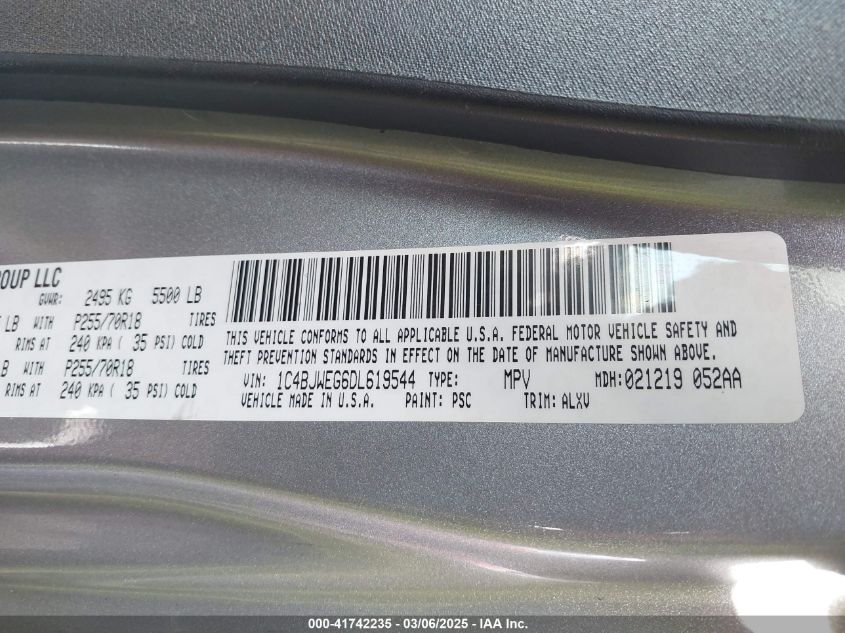 OUP LLC
GVWR: 2495 KG 5500 LB
LB WITH P255/70R18 TIRES
RIMS AT 240 KPA ( 35 PSI) COLD
LB WITH P255/70R18 TIRES
RIMS AT 240 KPA ( 35 PSI) COLD
THIS VEHICLE CONFORMS TO ALL APPLICABLE U.S.A. FEDERAL MOTOR VEHICLE SAFETY AND
THEFT PREVENTION STANDARDS IN EFFECT ON THE DATE OF MANUFACTURE SHOWN ABOVE.
VIN: 1C4BJWEG6DL619544 TYPE: MPV MDH:021219 052AA
VEHICLE MADE IN U.S.A. PAINT: PSC TRIM: ALXV
000-41742235 - 03/06/2025 - IAA Inc.